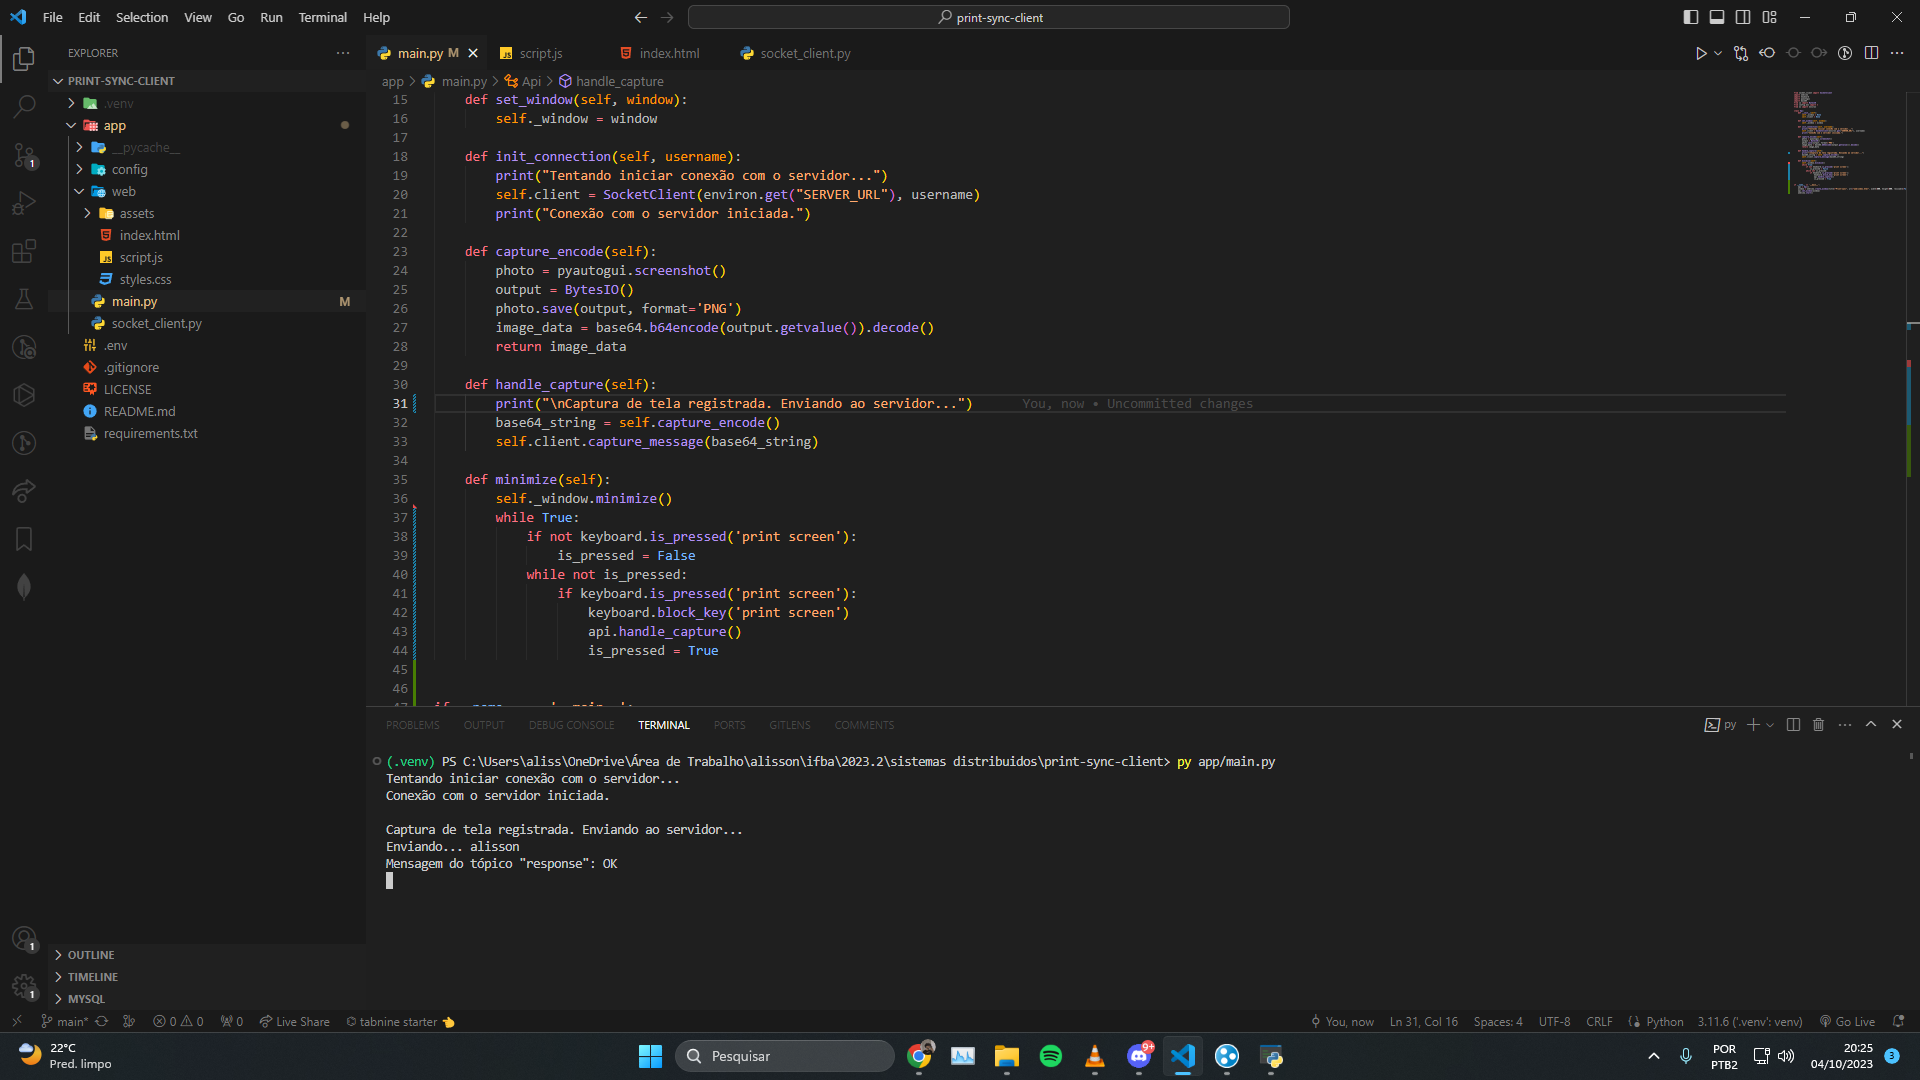 File Edit Selection View Go Run Terminal Help
print-sync-client
EXPLORER
PRINT-SYNC-CLIENT
.venv
app
__pycache__
config
web
assets
index.html
script.js
styles.css
main.py M
socket_client.py
.env
.gitignore
LICENSE
README.md
requirements.txt
OUTLINE
TIMELINE
MYSQL
main.py M script.js index.html socket_client.py
app > main.py > Api > handle_capture
15 def set_window(self, window):
16 self._window = window
17
18 def init_connection(self, username):
19 print("Tentando iniciar conexão com o servidor...")
20 self.client = SocketClient(environ.get("SERVER_URL"), username)
21 print("Conexão com o servidor iniciada.")
22
23 def capture_encode(self):
24 photo = pyautogui.screenshot()
25 output = BytesIO()
26 photo.save(output, format='PNG')
27 image_data = base64.b64encode(output.getvalue()).decode()
28 return image_data
29
30 def handle_capture(self):
31 print("\nCaptura de tela registrada. Enviando ao servidor...") You, now • Uncommitted changes
32 base64_string = self.capture_encode()
33 self.client.capture_message(base64_string)
34
35 def minimize(self):
36 self._window.minimize()
37 while True:
38 if not keyboard.is_pressed('print screen'):
39 is_pressed = False
40 while not is_pressed:
41 if keyboard.is_pressed('print screen'):
42 keyboard.block_key('print screen')
43 api.handle_capture()
44 is_pressed = True
45
46
PROBLEMS OUTPUT DEBUG CONSOLE TERMINAL PORTS GITLENS COMMENTS
py
(.venv) PS C:\Users\aliss\OneDrive\Área de Trabalho\alisson\ifba\2023.2\sistemas distribuidos\print-sync-client> py app/main.py
Tentando iniciar conexão com o servidor...
Conexão com o servidor iniciada.
Captura de tela registrada. Enviando ao servidor...
Enviando... alisson
Mensagem do tópico "response": OK
1
1
1
main* 0 0 0 Live Share tabnine starter
You, now Ln 31, Col 16 Spaces: 4 UTF-8 CRLF Python 3.11.6 ('.venv': venv) Go Live
22°C
Pred. limpo
Pesquisar
9+
POR
PTB2
20:25
04/10/2023
3